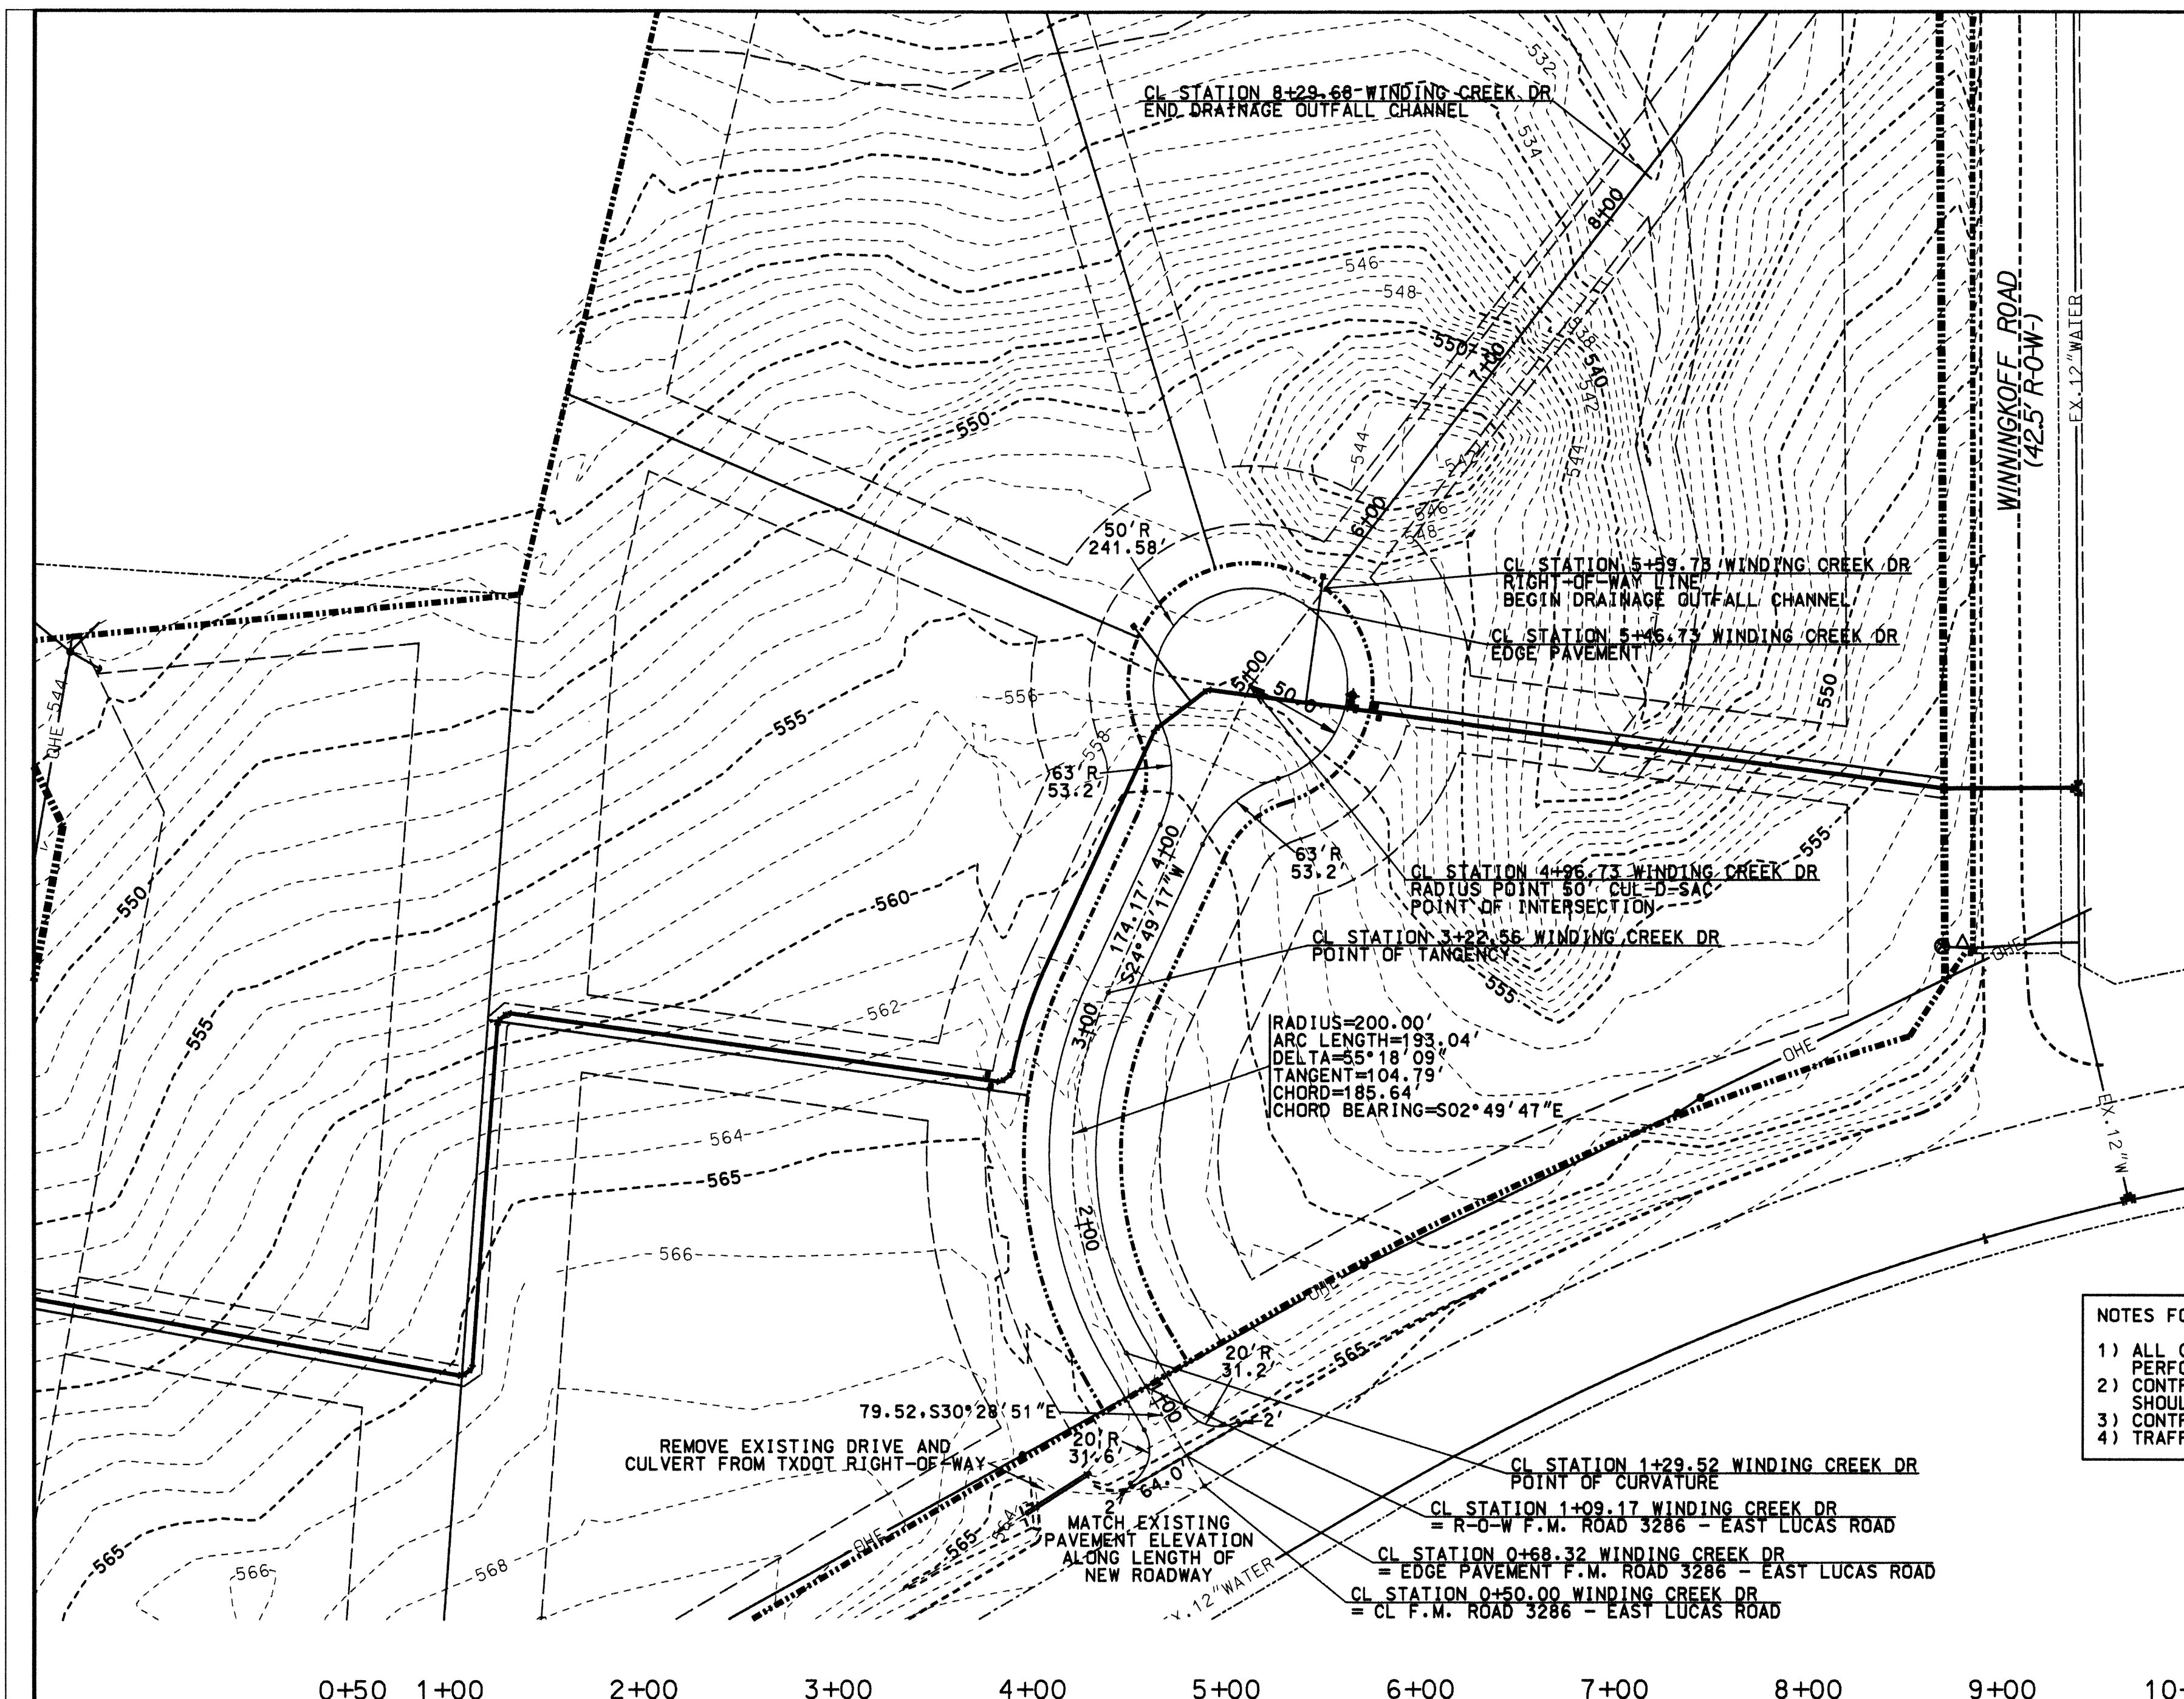 CL STATION 8+29.68 WINDING CREEK DR
END DRAINAGE OUTFALL CHANNEL
532
534
8+00
WINNINGKOFF ROAD
(42.5' R-O-W-)
EX.12"WATER
546
548
550
7+00
538
540
542
544
550
544
542
546
548
6+00
50'R
241.58'
CL STATION 5+59.73 WINDING CREEK DR
RIGHT-OF-WAY LINE
BEGIN DRAINAGE OUTFALL CHANNEL
CL STATION 5+46.73 WINDING CREEK DR
EDGE PAVEMENT
5+00
50.0'
544
OHE
556
555
558
550
63'R
53.2'
4+00
63'R
53.2'
555
CL STATION 4+96.73 WINDING CREEK DR
RADIUS POINT 50' CUL-D-SAC
POINT OF INTERSECTION
550
560
174.17'
S24°49'17"W
CL STATION 3+22.56 WINDING CREEK DR
POINT OF TANGENCY
OHE
555
555
562
3+00
RADIUS=200.00'
ARC LENGTH=193.04'
DELTA=55°18'09"
TANGENT=104.79'
CHORD=185.64'
CHORD BEARING=S02°49'47"E
OHE
EX.12"W
564
565
2+00
566
OHE
NOTES FO
1) ALL
PERFO
2) CONTR
SHOUL
3) CONTR
4) TRAFF
20'R
31.2'
565
79.52,S30°28'51"E
1+00
2'
REMOVE EXISTING DRIVE AND
CULVERT FROM TXDOT RIGHT-OF-WAY
20'R
31.6'
64.0'
2'
CL STATION 1+29.52 WINDING CREEK DR
POINT OF CURVATURE
CL STATION 1+09.17 WINDING CREEK DR
= R-O-W F.M. ROAD 3286 - EAST LUCAS ROAD
MATCH EXISTING
PAVEMENT ELEVATION
ALONG LENGTH OF
NEW ROADWAY
CL STATION 0+68.32 WINDING CREEK DR
= EDGE PAVEMENT F.M. ROAD 3286 - EAST LUCAS ROAD
CL STATION 0+50.00 WINDING CREEK DR
= CL F.M. ROAD 3286 - EAST LUCAS ROAD
565
566
568
OHE
565
564
X.12"WATER
0+50 1+00 2+00 3+00 4+00 5+00 6+00 7+00 8+00 9+00 10